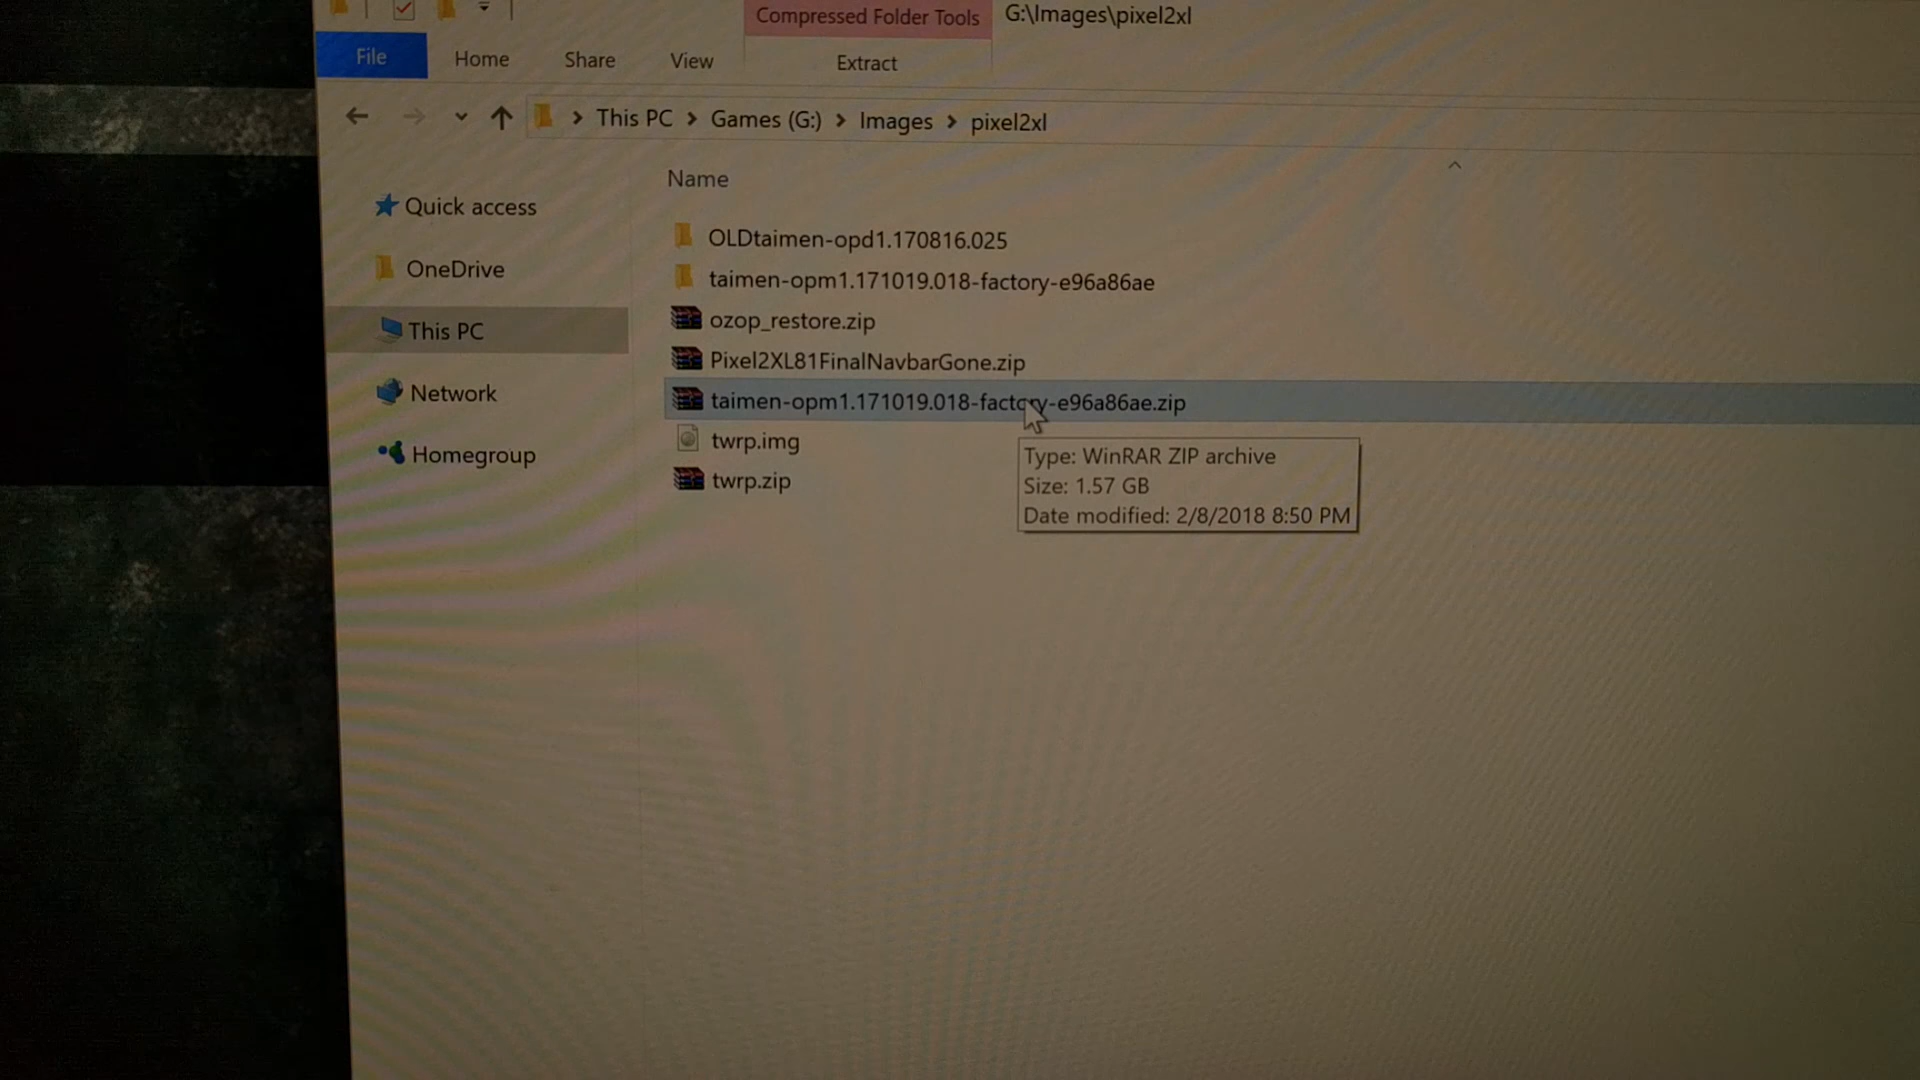 Compressed Folder Tools
G:\Images\pixel2xl
File
Home
Share
View
Extract
This PC
Games (G:)
Images
pixel2xl
Name
Quick access
OneDrive
This PC
Network
Homegroup
OLDtaimen-opd1.170816.025
taimen-opm1.171019.018-factory-e96a86ae
ozop_restore.zip
Pixel2XL81FinalNavbarGone.zip
taimen-opm1.171019.018-factory-e96a86ae.zip
twrp.img
twrp.zip
Type: WinRAR ZIP archive
Size: 1.57 GB
Date modified: 2/8/2018 8:50 PM